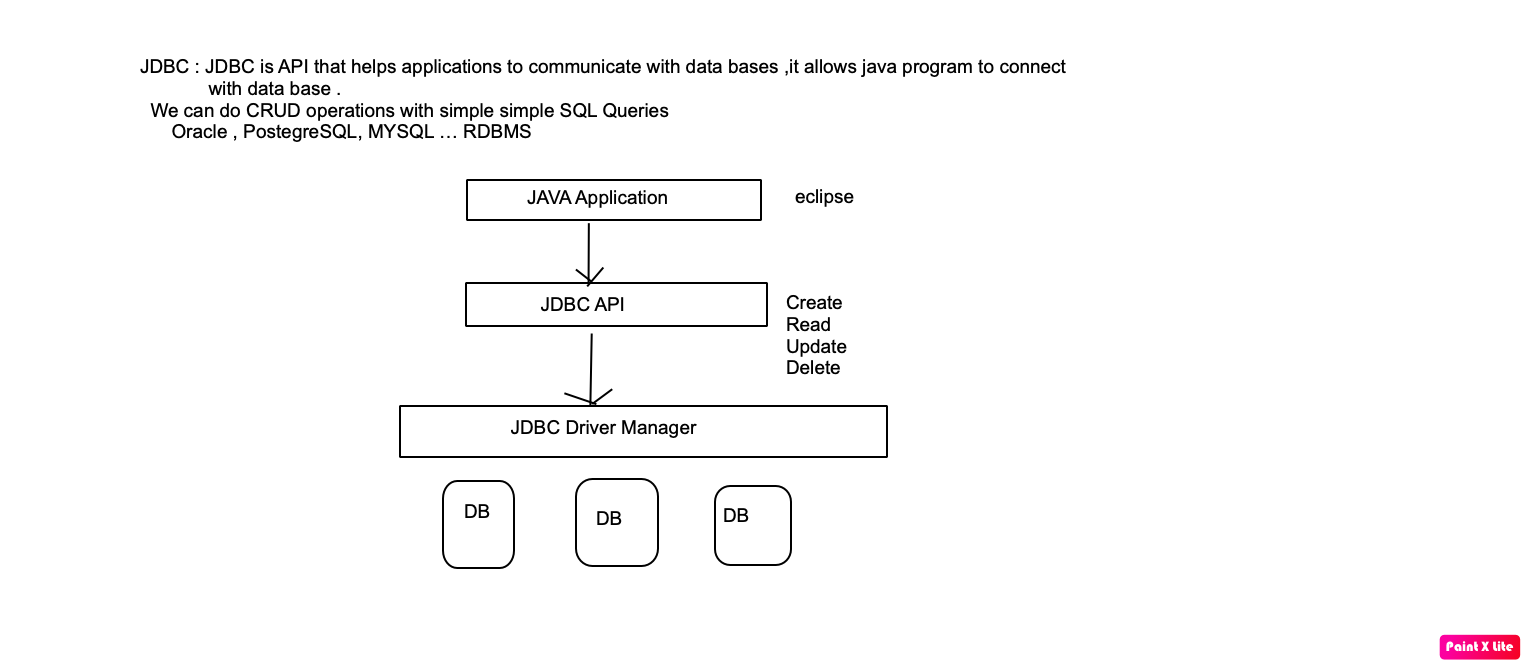 JDBC : JDBC is API that helps applications to communicate with data bases ,it allows java program to connect
with data base .
We can do CRUD operations with simple simple SQL Queries
Oracle , PostegreSQL, MYSQL ... RDBMS
JAVA Application
eclipse
JDBC API
Create
Read
Update
Delete
JDBC Driver Manager
DB
DB
DB
Paint X Lite